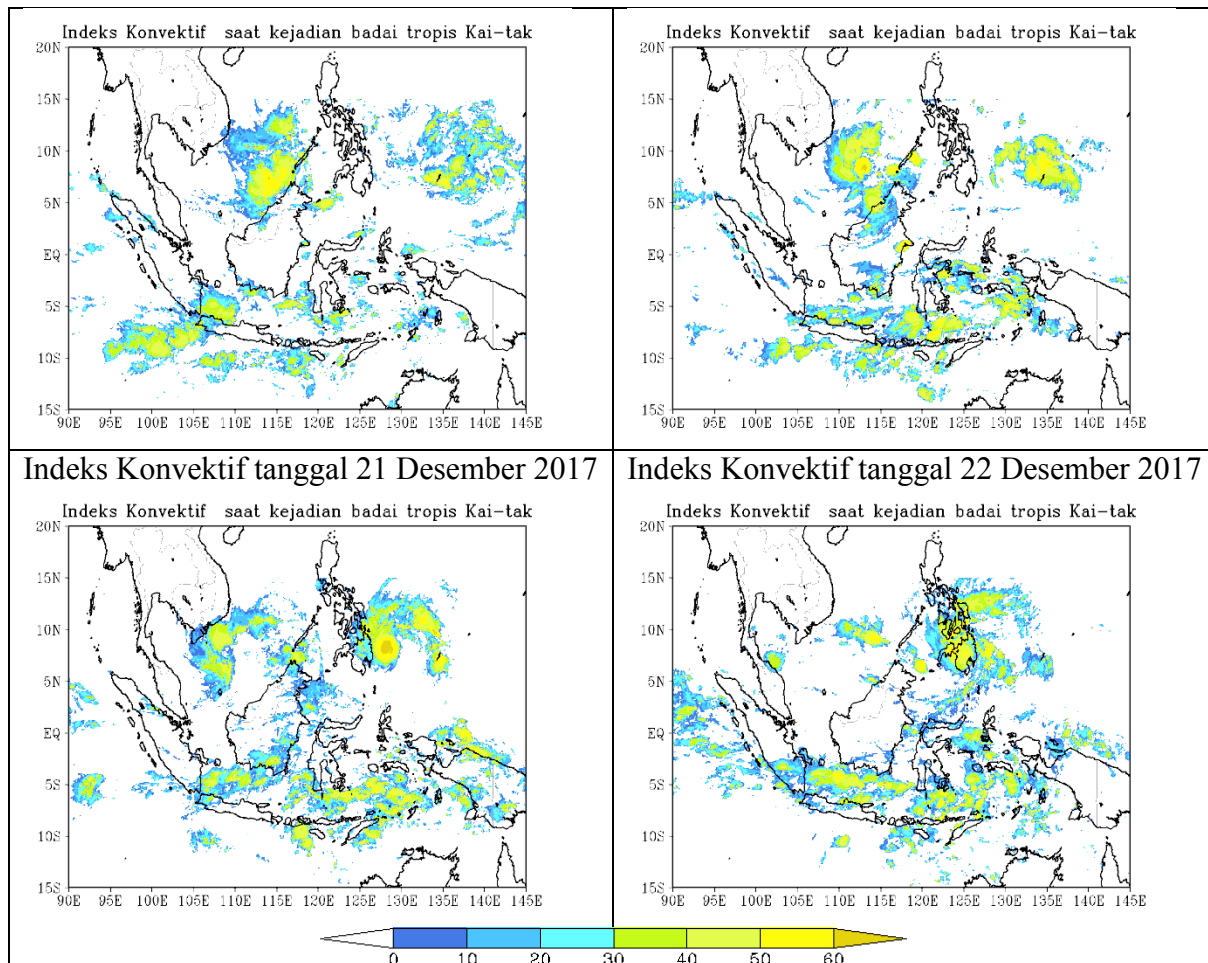 Indeks Konvektif saat kejadian badai tropis Kai-tak
20N
15N
10N
5N
EQ
5S
10S
15S
90E 95E 100E 105E 110E 115E 120E 125E 130E 135E 140E 145E
Indeks Konvektif saat kejadian badai tropis Kai-tak
20N
15N
10N
5N
EQ
5S
10S
15S
90E 95E 100E 105E 110E 115E 120E 125E 130E 135E 140E 145E
Indeks Konvektif tanggal 21 Desember 2017
Indeks Konvektif tanggal 22 Desember 2017
Indeks Konvektif saat kejadian badai tropis Kai-tak
20N
15N
10N
5N
EQ
5S
10S
15S
90E 95E 100E 105E 110E 115E 120E 125E 130E 135E 140E 145E
Indeks Konvektif saat kejadian badai tropis Kai-tak
20N
15N
10N
5N
EQ
5S
10S
15S
90E 95E 100E 105E 110E 115E 120E 125E 130E 135E 140E 145E
0 10 20 30 40 50 60